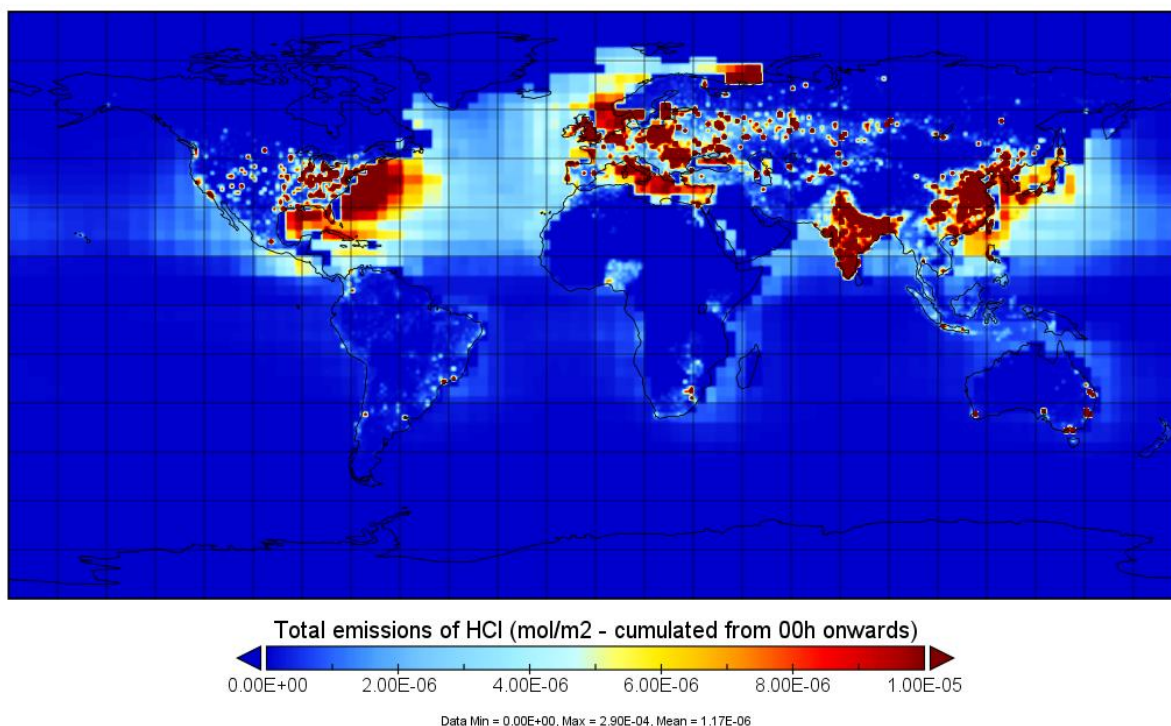 Total emissions of HCl (mol/m2 - cumulated from 00h onwards)
0.00E+00 2.00E-06 4.00E-06 6.00E-06 8.00E-06 1.00E-05
Data Min = 0.00E+00, Max = 2.90E-04, Mean = 1.17E-06